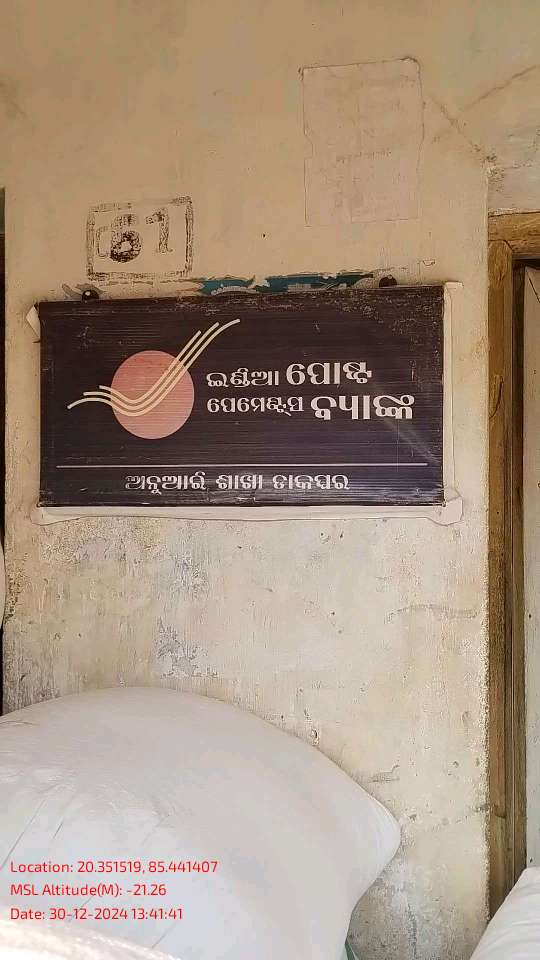 61
ଇଣ୍ଡିଆ ପୋଷ୍ଟ
ପେମେଣ୍ଟ୍ସ ବ୍ୟାଙ୍କ
ଅନୁଆରି ଶାଖା ଡାକଘର
Location: 20.351519, 85.441407
MSL Altitude(M): -21.26
Date: 30-12-2024 13:41:41